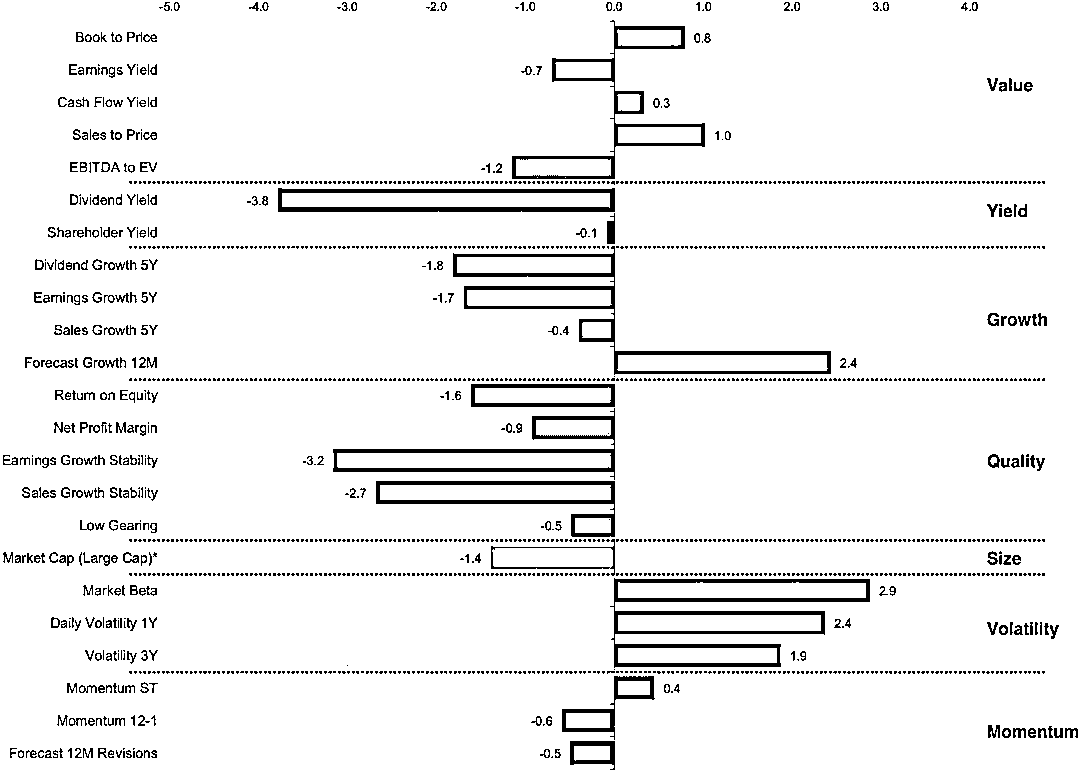 -5.0 -4.0 -3.0 -2.0 -1.0 0.0 1.0 2.0 3.0 4.0
Book to Price 0.8
Earnings Yield -0.7
Value
Cash Flow Yield 0.3
Sales to Price 1.0
EBITDA to EV -1.2
Dividend Yield -3.8
Yield
Shareholder Yield -0.1
Dividend Growth 5Y -1.8
Earnings Growth 5Y -1.7
Growth
Sales Growth 5Y -0.4
Forecast Growth 12M 2.4
Return on Equity -1.6
Net Profit Margin -0.9
Earnings Growth Stability -3.2 Quality
Sales Growth Stability -2.7
Low Gearing -0.5
Market Cap (Large Cap)* -1.4 Size
Market Beta 2.9
Daily Volatility 1Y 2.4
Volatility
Volatility 3Y 1.9
Momentum ST 0.4
Momentum 12-1 -0.6
Momentum
Forecast 12M Revisions -0.5